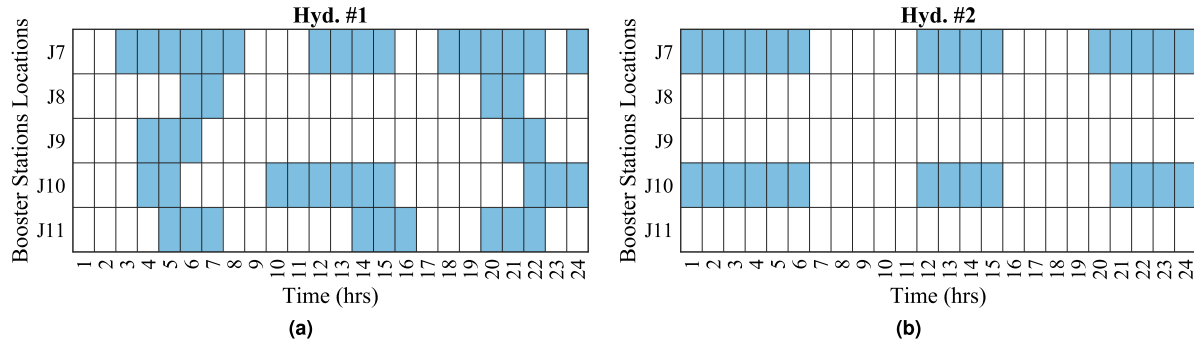 Hyd. #1
Booster Stations Locations
J7
J8
J9
J10
J11
1 2 3 4 5 6 7 8 9 10 11 12 13 14 15 16 17 18 19 20 21 22 23 24
Time (hrs)
(a)
Hyd. #2
Booster Stations Locations
J7
J8
J9
J10
J11
1 2 3 4 5 6 7 8 9 10 11 12 13 14 15 16 17 18 19 20 21 22 23 24
Time (hrs)
(b)